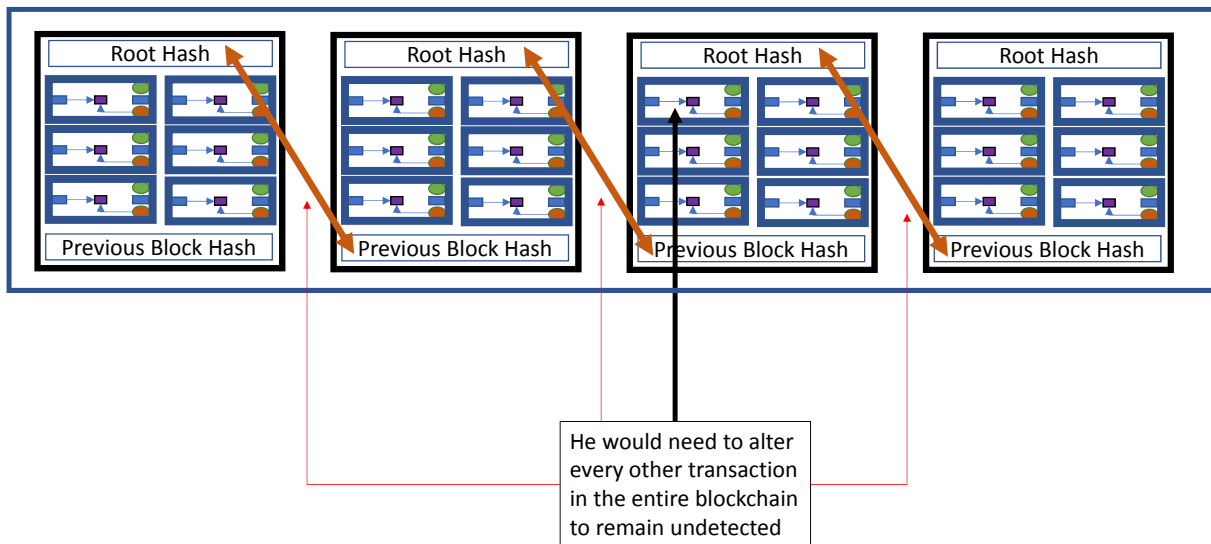 Root Hash
Root Hash
Root Hash
Root Hash
Previous Block Hash
Previous Block Hash
Previous Block Hash
Previous Block Hash
He would need to alter
every other transaction
in the entire blockchain
to remain undetected